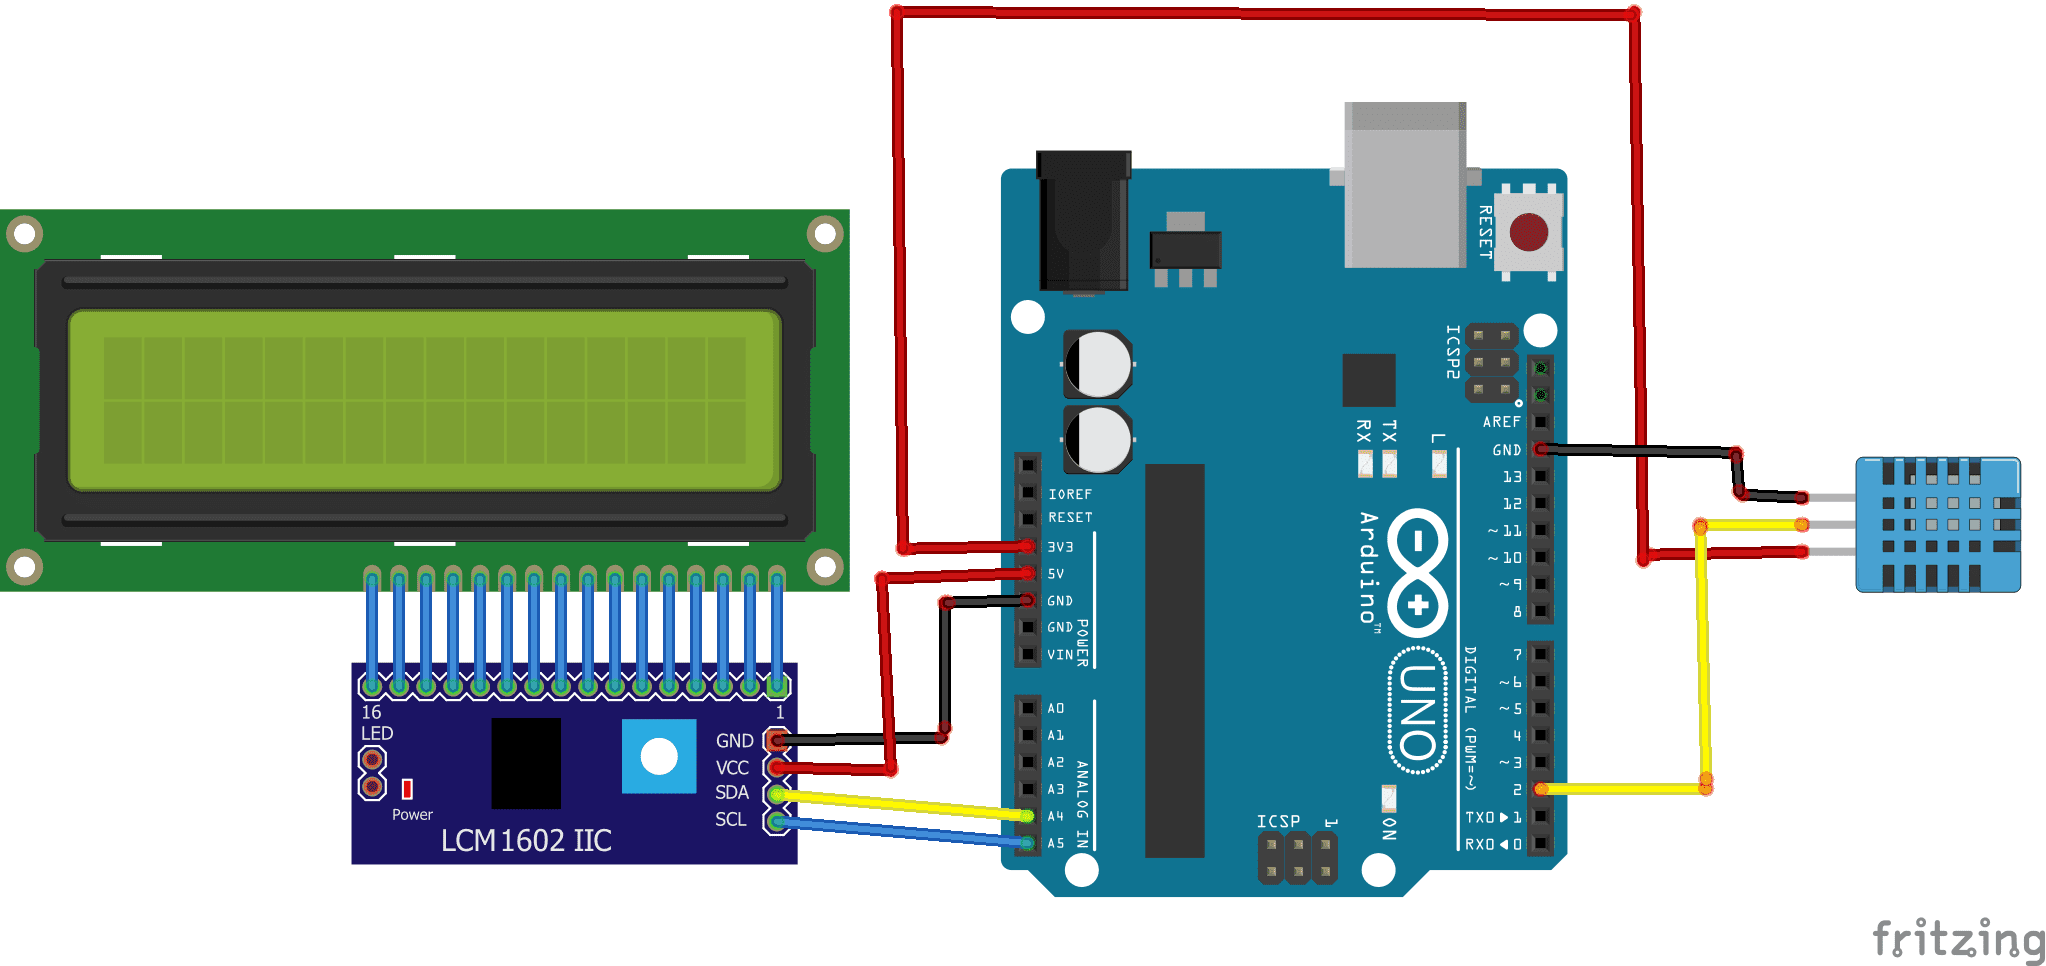 16
1
LED
GND
VCC
SDA
SCL
Power
LCM1602 IIC
RESET
ICSP2
IOREF
RESET
3V3
5V
GND
GND
VIN
POWER
A0
A1
A2
A3
A4
A5
ANALOG IN
RX
TX
L
Arduino™
UNO
ON
ICSP
1
AREF
GND
13
12
~11
~10
~9
8
7
~6
~5
4
~3
2
TX0▶1
RX0◀0
DIGITAL (PWM=~)
fritzing